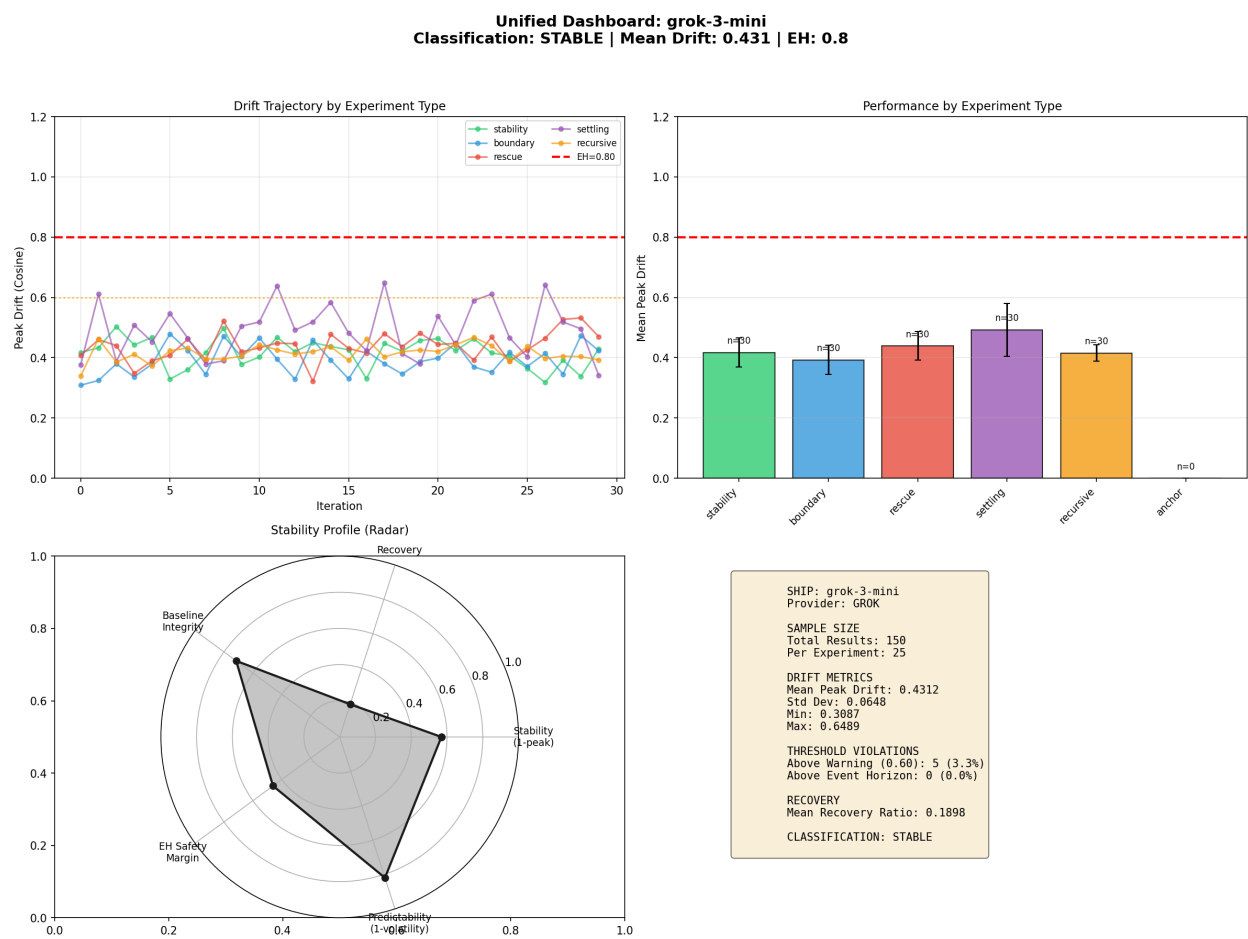 Unified Dashboard: grok-3-mini
Classification: STABLE | Mean Drift: 0.431 | EH: 0.8
Drift Trajectory by Experiment Type
1.2
1.0
0.8
0.6
0.4
0.2
0.0
Peak Drift (Cosine)
stability
boundary
rescue
settling
recursive
EH=0.80
0
5
10
15
20
25
30
Iteration
Performance by Experiment Type
1.2
1.0
0.8
0.6
0.4
0.2
0.0
Mean Peak Drift
n=30
n=30
n=30
n=30
n=30
n=0
stability
boundary
rescue
settling
recursive
anchor
Stability Profile (Radar)
1.0
0.8
0.6
0.4
0.2
0.0
0.0
0.2
0.4
0.6
0.8
1.0
Recovery
Baseline
Integrity
EH Safety
Margin
Predictability
(1-volatility)
Stability
(1-peak)
0.2
0.4
0.6
0.8
1.0
SHIP: grok-3-mini
Provider: GROK
SAMPLE SIZE
Total Results: 150
Per Experiment: 25
DRIFT METRICS
Mean Peak Drift: 0.4312
Std Dev: 0.0648
Min: 0.3087
Max: 0.6489
THRESHOLD VIOLATIONS
Above Warning (0.60): 5 (3.3%)
Above Event Horizon: 0 (0.0%)
RECOVERY
Mean Recovery Ratio: 0.1898
CLASSIFICATION: STABLE